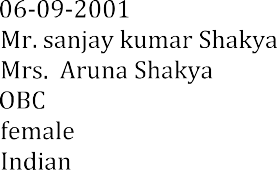 06-09-2001
Mr. sanjay kumar Shakya
Mrs.  Aruna Shakya
OBC
female
Indian